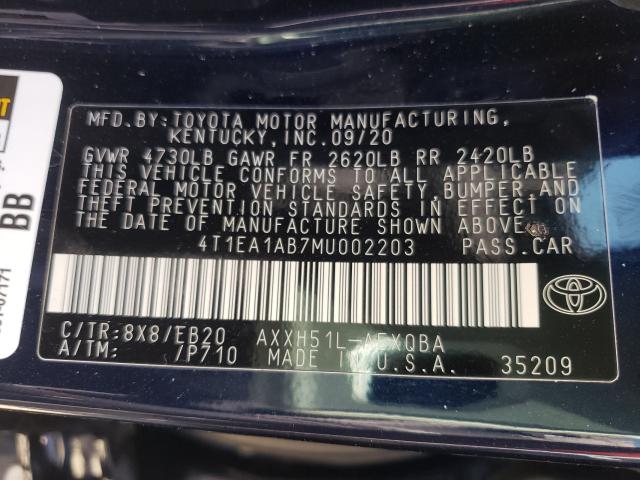 MFD.BY:TOYOTA MOTOR MANUFACTURING,
KENTUCKY,INC.09/20
GVWR 4730LB GAWR FR 2620LB RR 2420LB
THIS VEHICLE CONFORMS TO ALL APPLICABLE
FEDERAL MOTOR VEHICLE SAFETY, BUMPER AND
THEFT PREVENTION STANDARDS IN EFFECT ON
THE DATE OF MANUFACTURE SHOWN ABOVE.
4T1EA1AB7MU002203 PASS.CAR
C/TR:8X8/EB20 AXXH51L-AEXQBA
A/TM: /P710 MADE IN U.S.A. 35209
BB